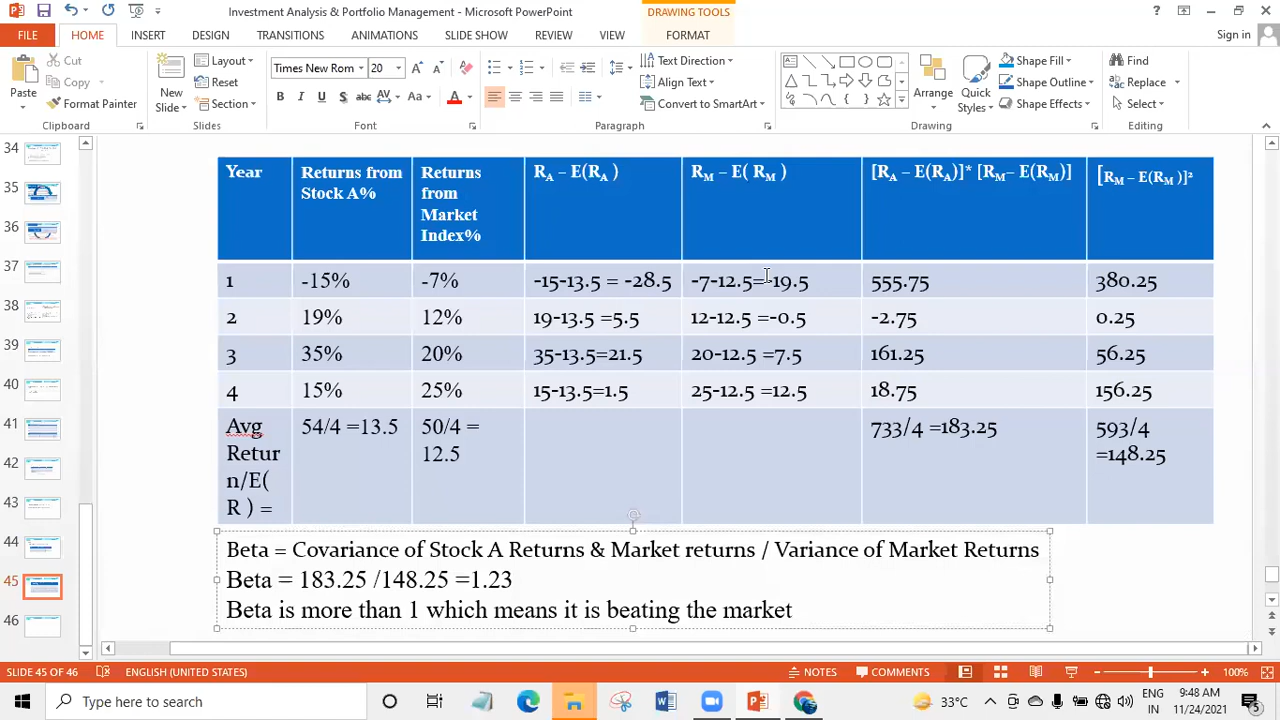 Investment Analysis & Portfolio Management - Microsoft PowerPoint
DRAWING TOOLS
FILE HOME INSERT DESIGN TRANSITIONS ANIMATIONS SLIDE SHOW REVIEW VIEW FORMAT Sign in
Paste
Cut
Copy
Format Painter
Clipboard
New Slide
Layout
Reset
Section
Slides
Times New Rom 20
B I U S abc AV Aa A
Font
Text Direction
Align Text
Convert to SmartArt
Paragraph
Arrange
Quick Styles
Shape Fill
Shape Outline
Shape Effects
Drawing
Find
Replace
Select
Editing
34
35
36
37
38
39
40
41
42
43
44
45
46
Year Returns from Stock A% Returns from Market Index% RA – E(RA ) RM – E( RM ) [RA – E(RA)]* [RM– E(RM)] [RM – E(RM )]²
1 -15% -7% -15-13.5 = -28.5 -7-12.5=-19.5 555.75 380.25
2 19% 12% 19-13.5 =5.5 12-12.5 =-0.5 -2.75 0.25
3 35% 20% 35-13.5=21.5 20-12.5 =7.5 161.25 56.25
4 15% 25% 15-13.5=1.5 25-12.5 =12.5 18.75 156.25
Avg Return/E( R ) = 54/4 =13.5 50/4 = 12.5 733/4 =183.25 593/4 =148.25
Beta = Covariance of Stock A Returns & Market returns / Variance of Market Returns
Beta = 183.25 /148.25 =1.23
Beta is more than 1 which means it is beating the market
SLIDE 45 OF 46 ENGLISH (UNITED STATES) NOTES COMMENTS 100%
Type here to search 33°C ENG IN 9:48 AM 11/24/2021 5